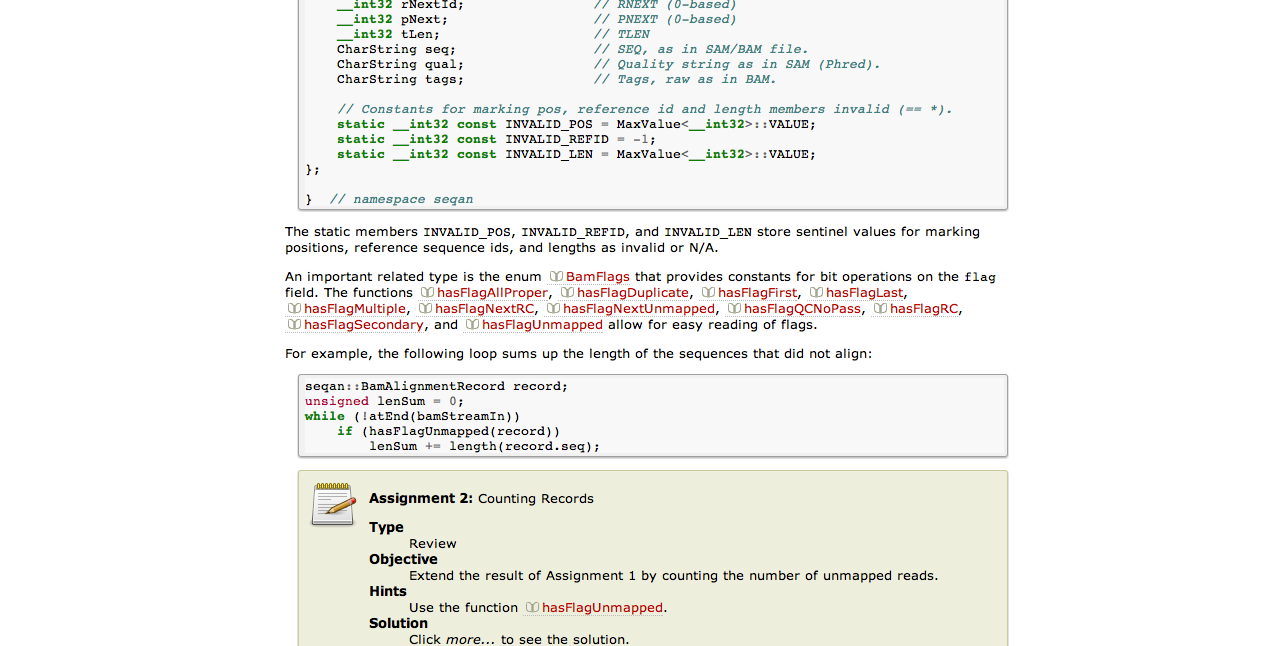 __int32 rNextId; // RNEXT (0-based)
__int32 pNext; // PNEXT (0-based)
__int32 tLen; // TLEN
CharString seq; // SEQ, as in SAM/BAM file.
CharString qual; // Quality string as in SAM (Phred).
CharString tags; // Tags, raw as in BAM.
// Constants for marking pos, reference id and length members invalid (== *).
static __int32 const INVALID_POS = MaxValue<__int32>::VALUE;
static __int32 const INVALID_REFID = -1;
static __int32 const INVALID_LEN = MaxValue<__int32>::VALUE;
};
} // namespace seqan
The static members INVALID_POS, INVALID_REFID, and INVALID_LEN store sentinel values for marking
positions, reference sequence ids, and lengths as invalid or N/A.
An important related type is the enum BamFlags that provides constants for bit operations on the flag
field. The functions hasFlagAllProper, hasFlagDuplicate, hasFlagFirst, hasFlagLast,
hasFlagMultiple, hasFlagNextRC, hasFlagNextUnmapped, hasFlagQCNoPass, hasFlagRC,
hasFlagSecondary, and hasFlagUnmapped allow for easy reading of flags.
For example, the following loop sums up the length of the sequences that did not align:
seqan::BamAlignmentRecord record;
unsigned lenSum = 0;
while (!atEnd(bamStreamIn))
if (hasFlagUnmapped(record))
lenSum += length(record.seq);
Assignment 2: Counting Records
Type
Review
Objective
Extend the result of Assignment 1 by counting the number of unmapped reads.
Hints
Use the function hasFlagUnmapped.
Solution
Click more... to see the solution.